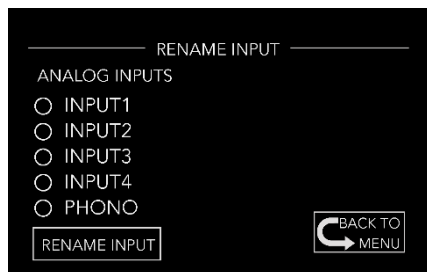 RENAME INPUT
ANALOG INPUTS
INPUT1
INPUT2
INPUT3
INPUT4
PHONO
RENAME INPUT
BACK TO
MENU